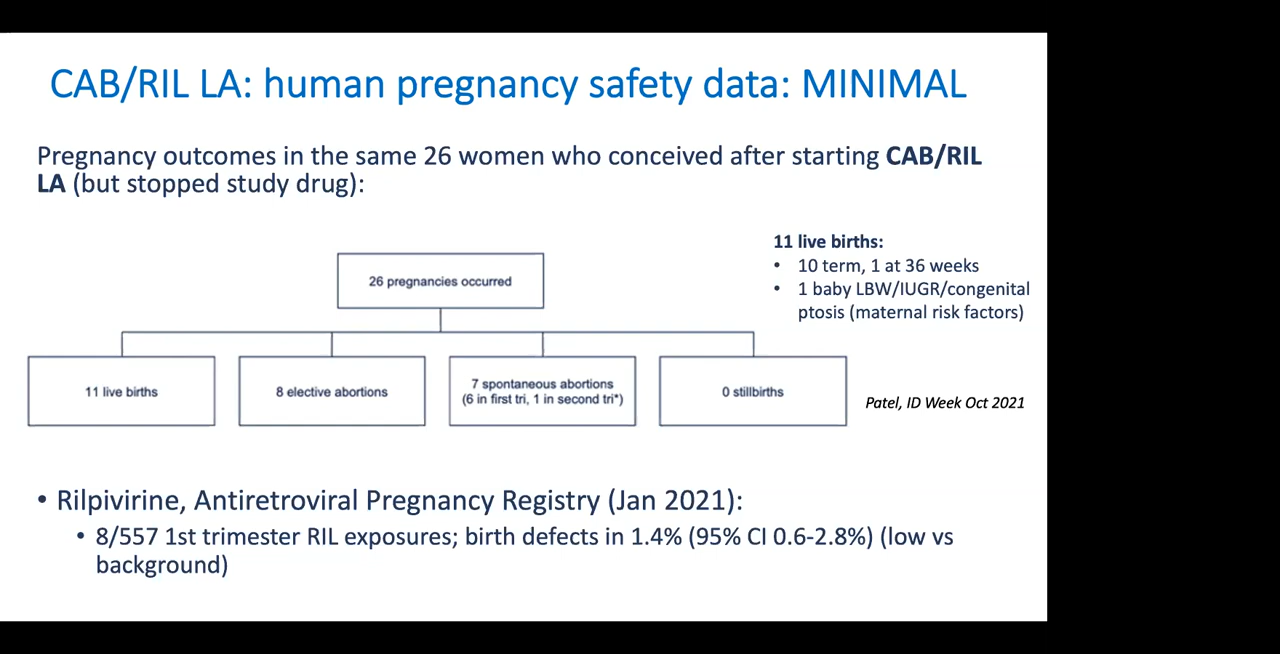 CAB/RIL LA: human pregnancy safety data: MINIMAL
Pregnancy outcomes in the same 26 women who conceived after starting CAB/RIL
LA (but stopped study drug):
11 live births:
• 10 term, 1 at 36 weeks
• 1 baby LBW/IUGR/congenital
ptosis (maternal risk factors)
26 pregnancies occurred
11 live births
8 elective abortions
7 spontaneous abortions
(6 in first tri, 1 in second tri*)
0 stillbirths
Patel, ID Week Oct 2021
• Rilpivirine, Antiretroviral Pregnancy Registry (Jan 2021):
• 8/557 1st trimester RIL exposures; birth defects in 1.4% (95% CI 0.6-2.8%) (low vs
background)